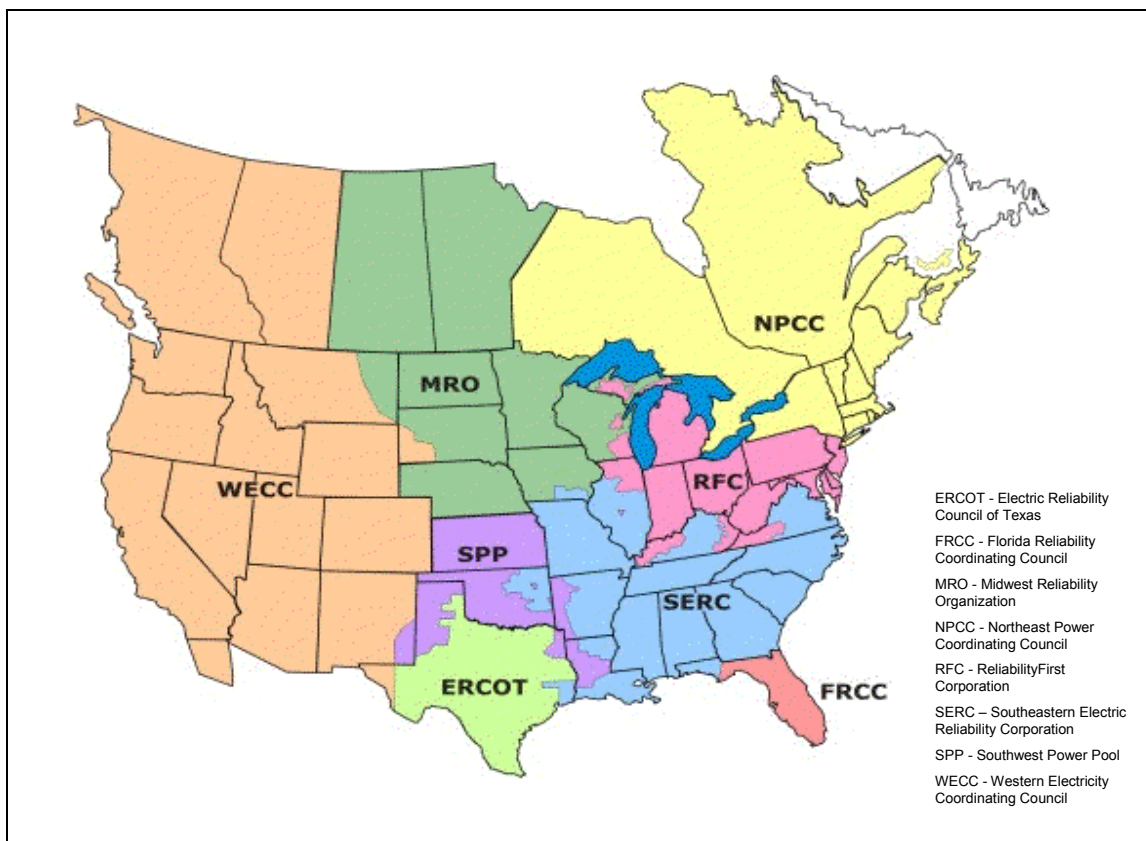 NPCC
MRO
WECC
RFC
SPP
SERC
ERCOT
FRCC
ERCOT - Electric Reliability
Council of Texas
FRCC - Florida Reliability
Coordinating Council
MRO - Midwest Reliability
Organization
NPCC - Northeast Power
Coordinating Council
RFC - ReliabilityFirst
Corporation
SERC – Southeastern Electric
Reliability Corporation
SPP - Southwest Power Pool
WECC - Western Electricity
Coordinating Council